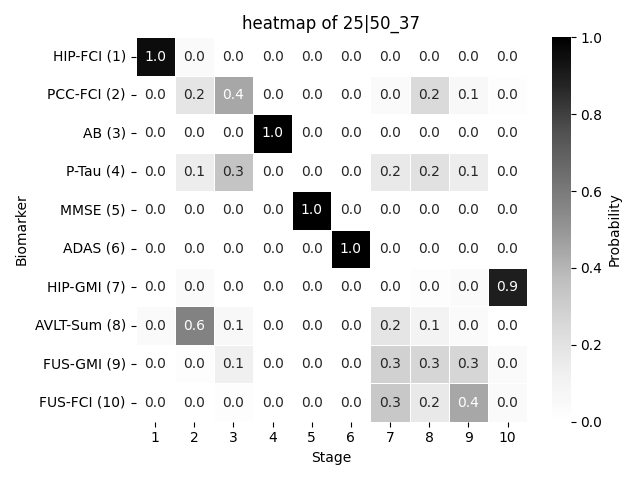 heatmap of 25|50_37
HIP-FCI (1) 1.0 0.0 0.0 0.0 0.0 0.0 0.0 0.0 0.0 0.0
PCC-FCI (2) 0.0 0.2 0.4 0.0 0.0 0.0 0.0 0.2 0.1 0.0
AB (3) 0.0 0.0 0.0 1.0 0.0 0.0 0.0 0.0 0.0 0.0
P-Tau (4) 0.0 0.1 0.3 0.0 0.0 0.0 0.2 0.2 0.1 0.0
MMSE (5) 0.0 0.0 0.0 0.0 1.0 0.0 0.0 0.0 0.0 0.0
ADAS (6) 0.0 0.0 0.0 0.0 0.0 1.0 0.0 0.0 0.0 0.0
HIP-GMI (7) 0.0 0.0 0.0 0.0 0.0 0.0 0.0 0.0 0.0 0.9
AVLT-Sum (8) 0.0 0.6 0.1 0.0 0.0 0.0 0.2 0.1 0.0 0.0
FUS-GMI (9) 0.0 0.0 0.1 0.0 0.0 0.0 0.3 0.3 0.3 0.0
FUS-FCI (10) 0.0 0.0 0.0 0.0 0.0 0.0 0.3 0.2 0.4 0.0
1 2 3 4 5 6 7 8 9 10
Stage
Biomarker
1.0
0.8
0.6
0.4
0.2
0.0
Probability